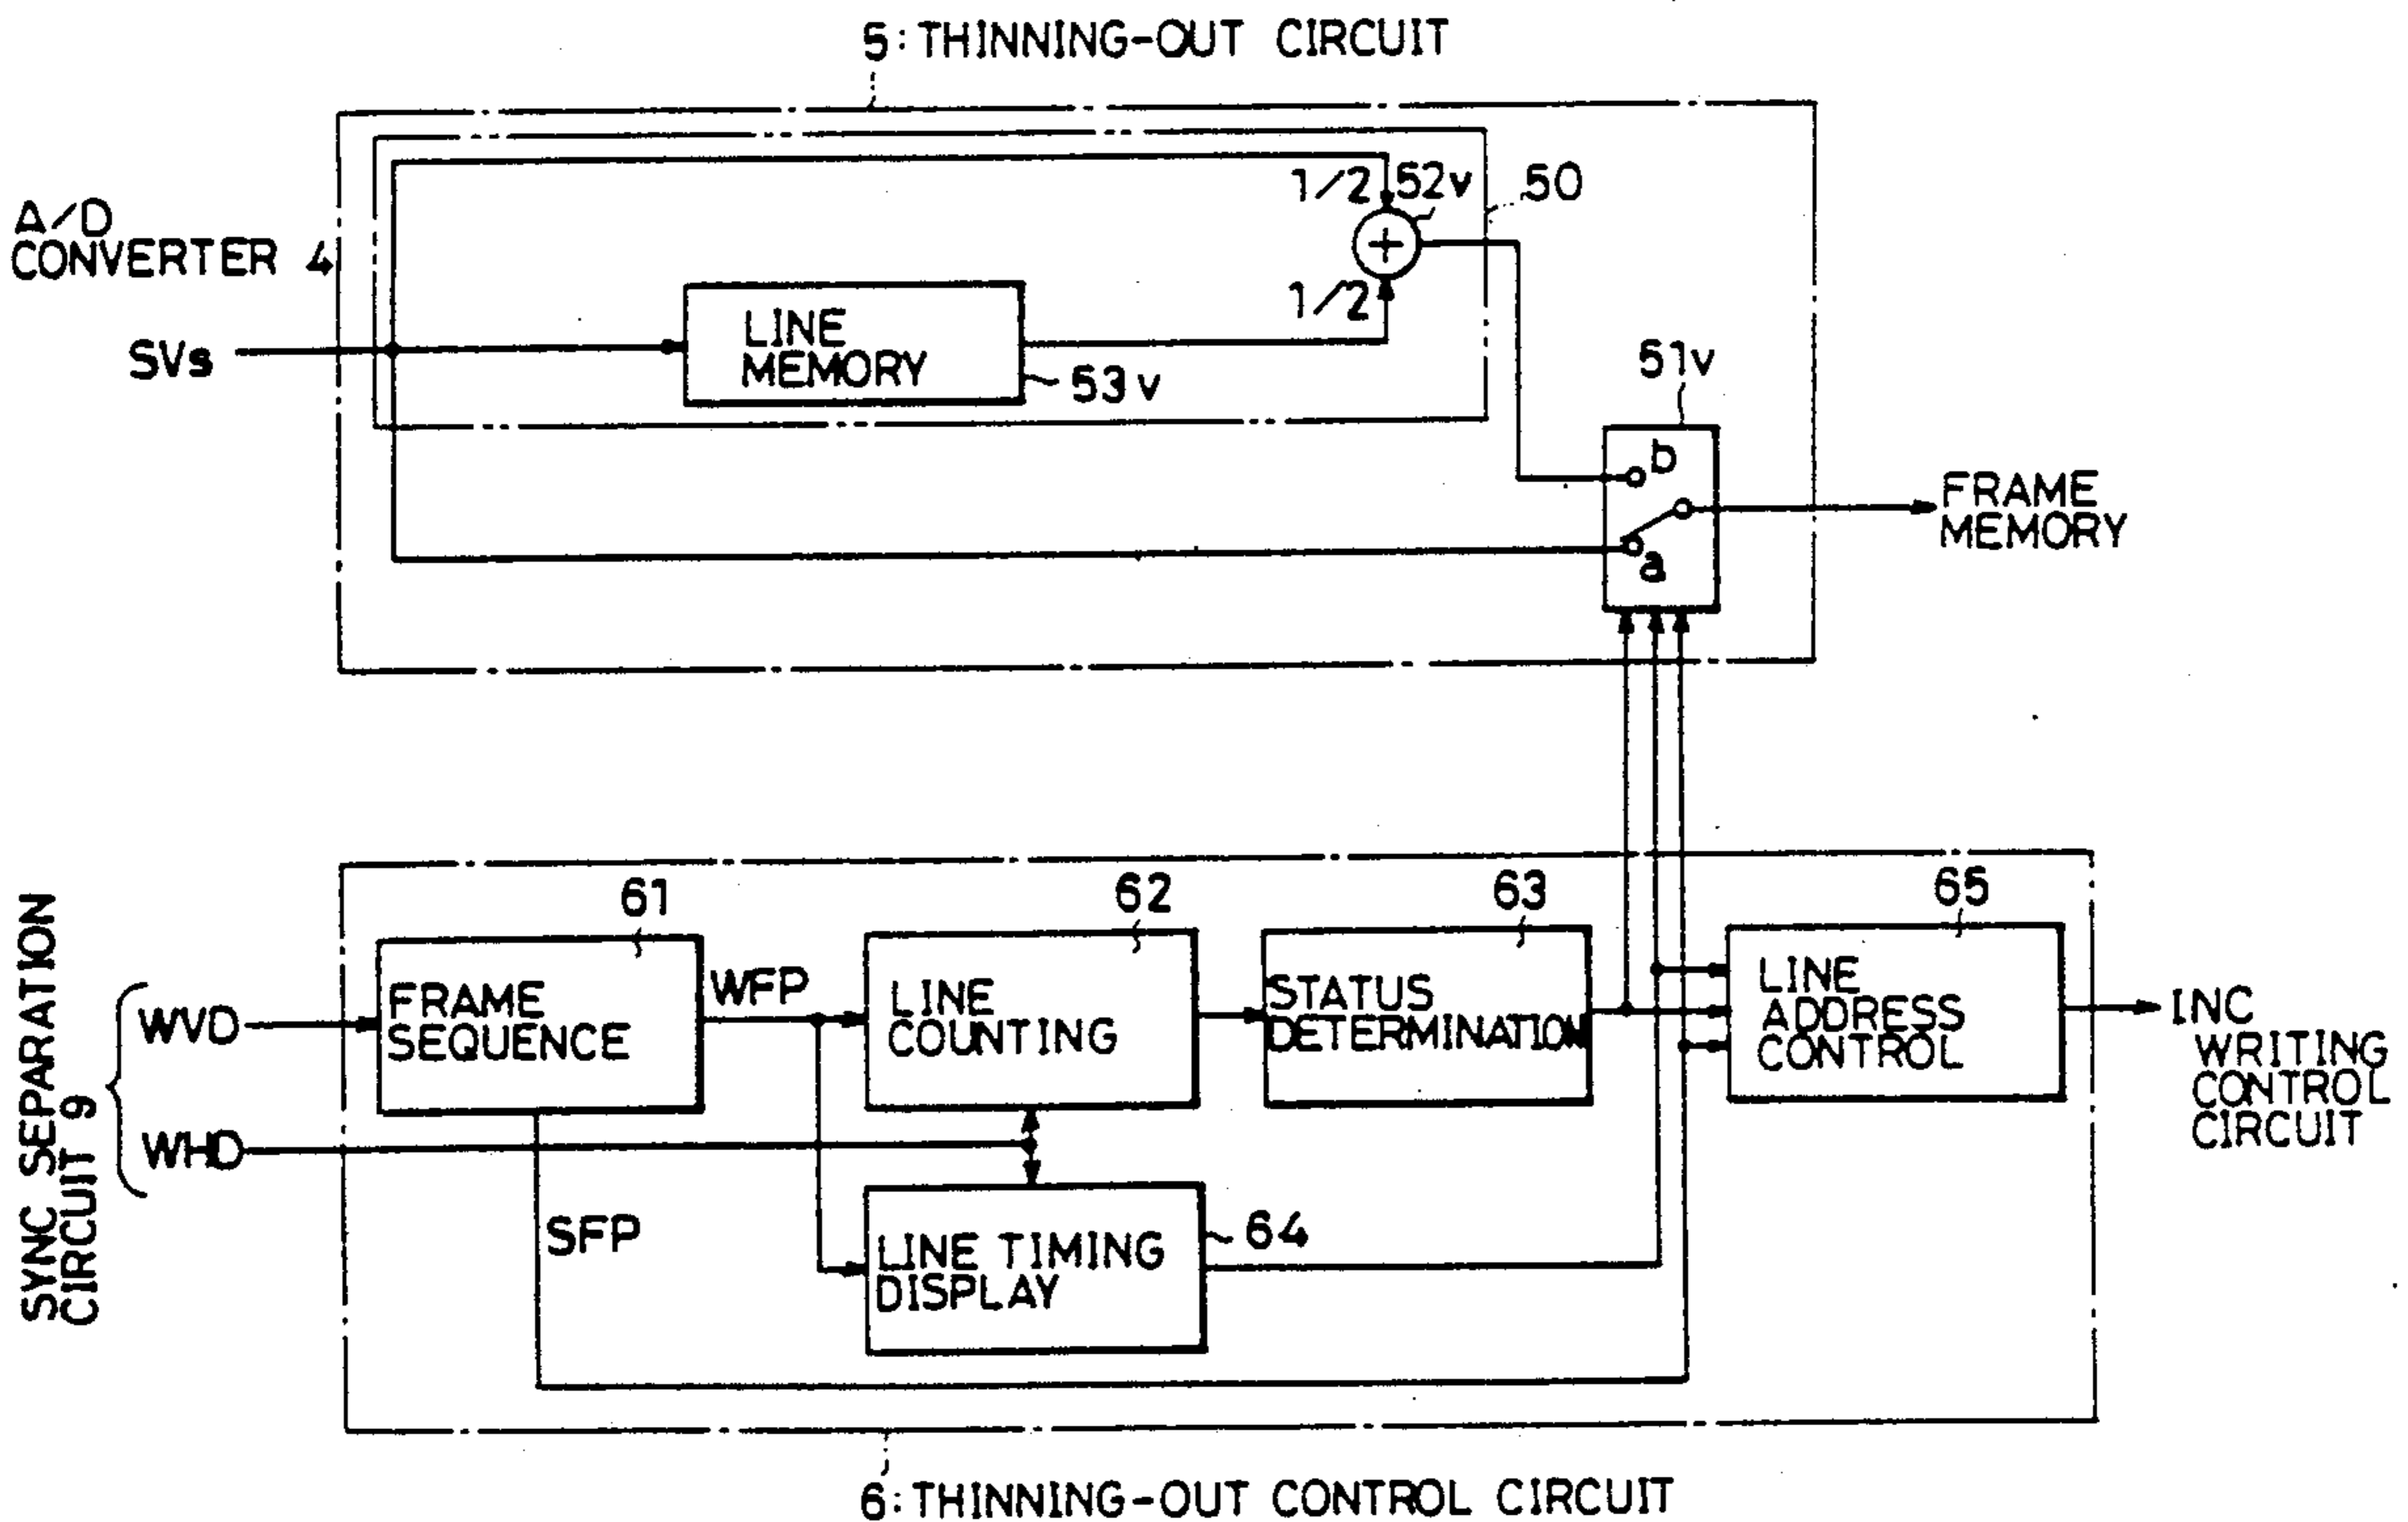 5: THINNING-OUT CIRCUIT
A/D
CONVERTER 4
SVs
LINE
MEMORY
53v
1/2
1/2
52v
50
51v
b
a
FRAME
MEMORY
SYNC SEPARATION
CIRCUIT 9
WVD
WHD
61
FRAME
SEQUENCE
WFP
SFP
62
LINE
COUNTING
63
STATUS
DETERMINATION
64
LINE TIMING
DISPLAY
65
LINE
ADDRESS
CONTROL
INC
WRITING
CONTROL
CIRCUIT
6: THINNING-OUT CONTROL CIRCUIT